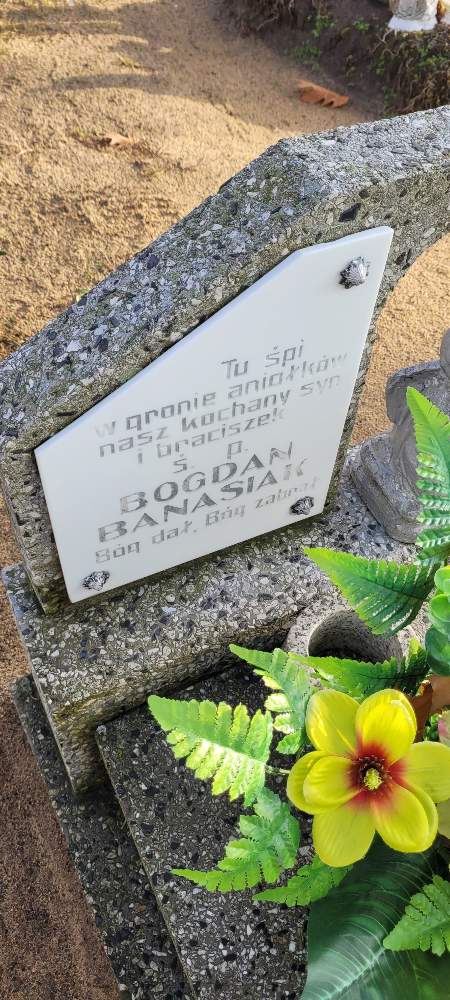 Tu śpi
w gronie aniołków
nasz kochany syn
i braciszek
ś. p.
BOGDAN
BANASIAK
Bóg dał, Bóg zabrał